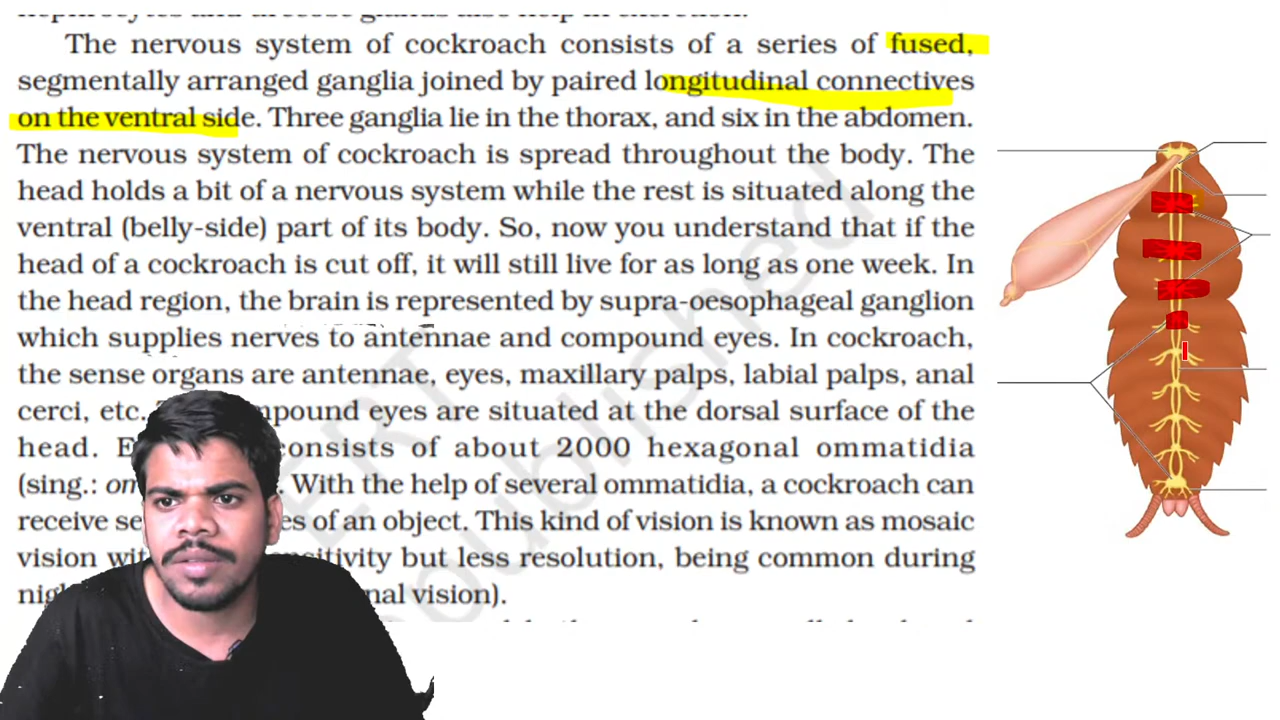 The nervous system of cockroach consists of a series of fused,
segmentally arranged ganglia joined by paired longitudinal connectives
on the ventral side. Three ganglia lie in the thorax, and six in the abdomen.
The nervous system of cockroach is spread throughout the body. The
head holds a bit of a nervous system while the rest is situated along the
ventral (belly-side) part of its body. So, now you understand that if the
head of a cockroach is cut off, it will still live for as long as one week. In
the head region, the brain is represented by supra-oesophageal ganglion
which supplies nerves to antennae and compound eyes. In cockroach,
the sense organs are antennae, eyes, maxillary palps, labial palps, anal
cerci, etc. compound eyes are situated at the dorsal surface of the
head. consists of about 2000 hexagonal ommatidia
(sing.: With the help of several ommatidia, a cockroach can
receive of an object. This kind of vision is known as mosaic
vision but less resolution, being common during
vision).